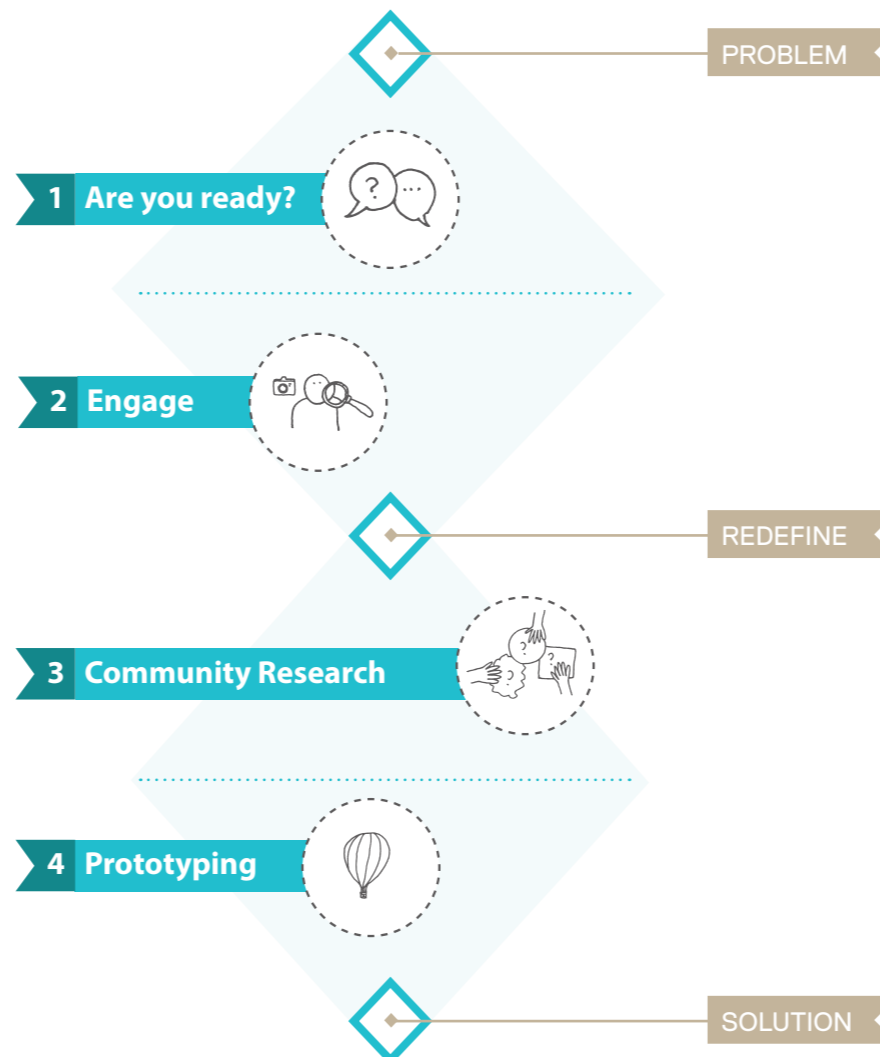 PROBLEM
1 Are you ready?
?
...
2 Engage
REDEFINE
3 Community Research
4 Prototyping
SOLUTION